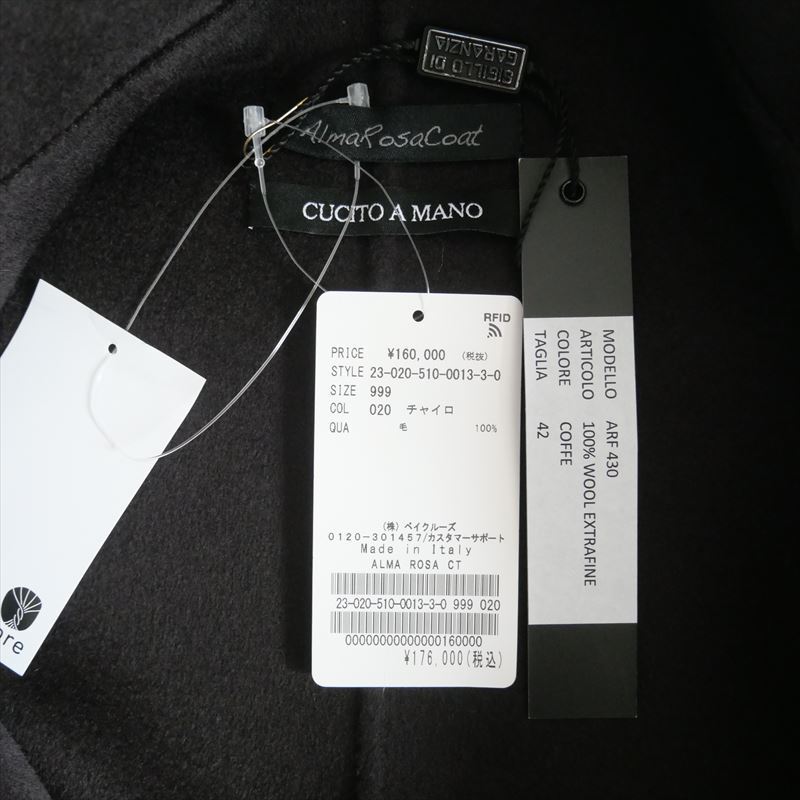 SIGILLO DI
GARANZIA
AlmaRosaCoat
CUCITO A MANO
RFID
PRICE ¥160,000 (税抜)
STYLE 23-020-510-0013-3-0
SIZE 999
COL 020 チャイロ
QUA 毛 100%
(株)ベイクルーズ
0120-301457/カスタマーサポート
Made in Italy
ALMA ROSA CT
23-020-510-0013-3-0 999 020
00000000000000160000
¥176,000(税込)
MODELLO ARF 430
ARTICOLO 100% WOOL EXTRAFINE
COLORE COFFE
TAGLIA 42